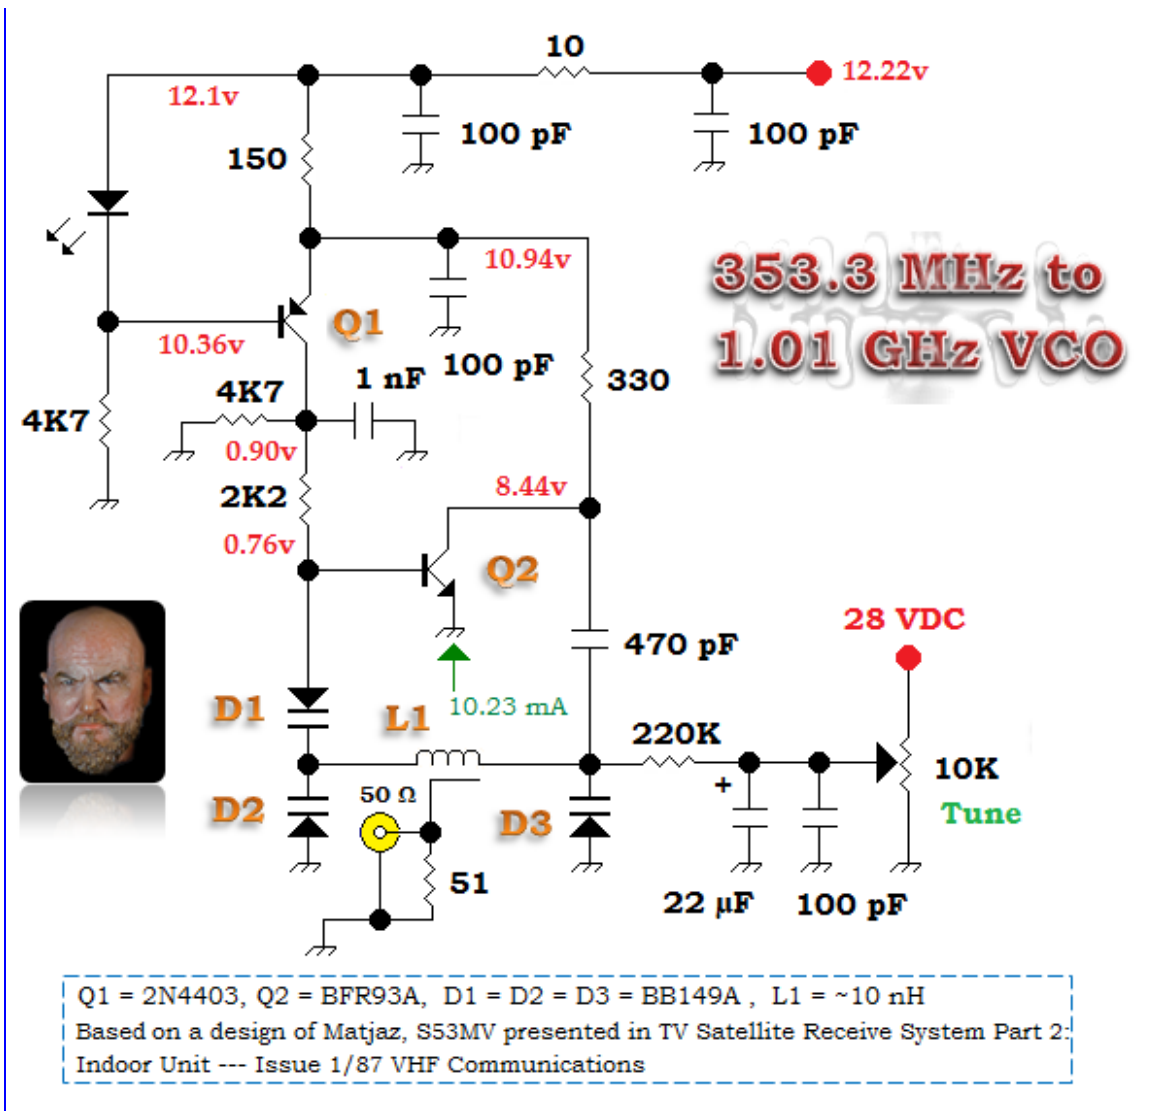 10
12.22v
12.1v
100 pF
100 pF
150
10.94v
353.3 MHz to
1.01 GHz VCO
Q1
10.36v
100 pF
330
1 nF
4K7
4K7
0.90v
2K2
8.44v
0.76v
Q2
28 VDC
470 pF
D1
L1
10.23 mA
220K
10K
+
50 Ω
D2
D3
Tune
51
22 µF
100 pF
Q1 = 2N4403, Q2 = BFR93A, D1 = D2 = D3 = BB149A , L1 = ~10 nH
Based on a design of Matjaz, S53MV presented in TV Satellite Receive System Part 2:
Indoor Unit --- Issue 1/87 VHF Communications